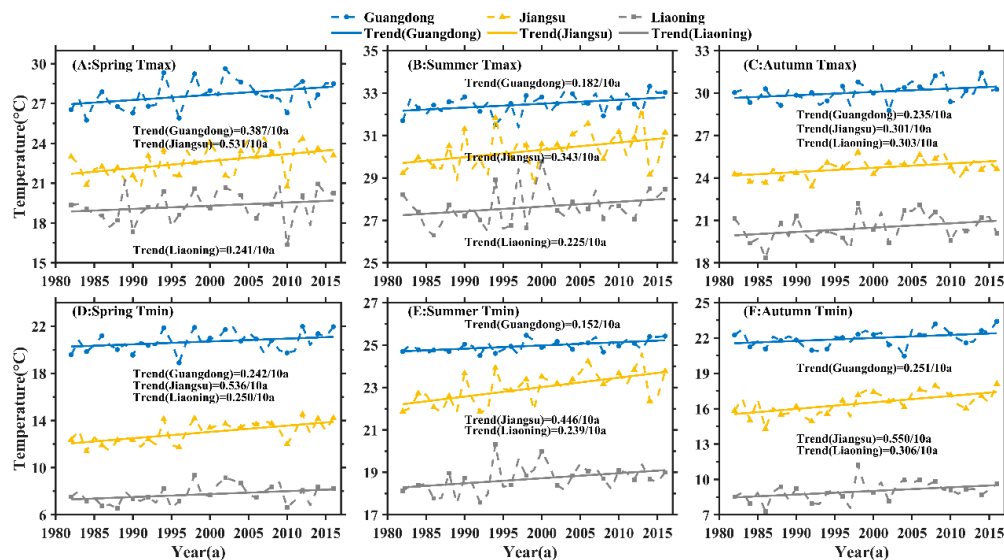 Guangdong Jiangsu Liaoning
Trend(Guangdong) Trend(Jiangsu) Trend(Liaoning)
Temperature(°C)
30
27
24
21
18
15
(A:Spring Tmax)
Trend(Guangdong)=0.387/10a
Trend(Jiangsu)=0.531/10a
Trend(Liaoning)=0.241/10a
1980 1985 1990 1995 2000 2005 2010 2015
35
33
31
29
27
25
(B:Summer Tmax)
Trend(Guangdong)=0.182/10a
Trend(Jiangsu)=0.343/10a
Trend(Liaoning)=0.225/10a
1980 1985 1990 1995 2000 2005 2010 2015
33
30
27
24
21
18
(C:Autumn Tmax)
Trend(Guangdong)=0.235/10a
Trend(Jiangsu)=0.301/10a
Trend(Liaoning)=0.303/10a
1980 1985 1990 1995 2000 2005 2010 2015
Temperature(°C)
22
20
14
8
6
(D:Spring Tmin)
Trend(Guangdong)=0.242/10a
Trend(Jiangsu)=0.536/10a
Trend(Liaoning)=0.250/10a
1980 1985 1990 1995 2000 2005 2010 2015
Year(a)
27
25
23
21
19
17
(E:Summer Tmin)
Trend(Guangdong)=0.152/10a
Trend(Jiangsu)=0.446/10a
Trend(Liaoning)=0.239/10a
1980 1985 1990 1995 2000 2005 2010 2015
Year(a)
25
22
19
16
13
10
7
(F:Autumn Tmin)
Trend(Guangdong)=0.251/10a
Trend(Jiangsu)=0.550/10a
Trend(Liaoning)=0.306/10a
1980 1985 1990 1995 2000 2005 2010 2015
Year(a)